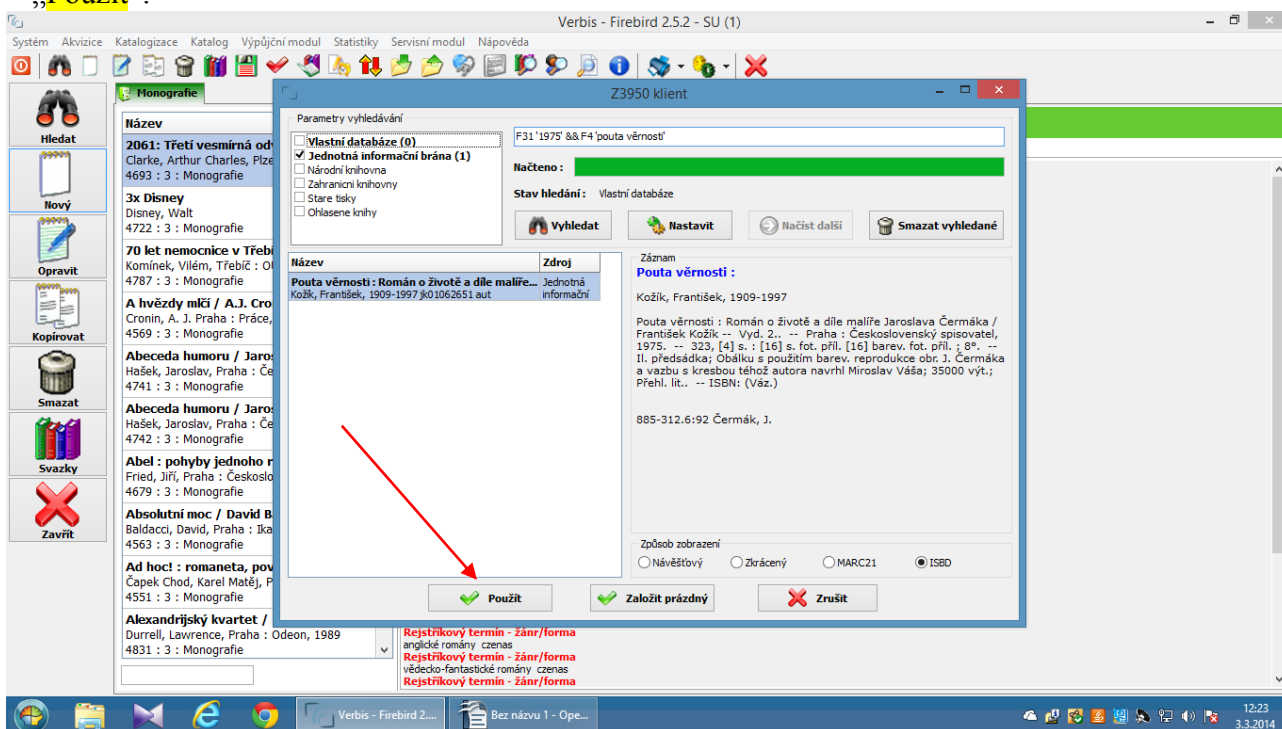 „Použít“.
Verbis - Firebird 2.5.2 - SU (1)
Systém Akvizice Katalogizace Katalog Výpůjční modul Statistiky Servisní modul Nápověda
Monografie
Hledat
Nový
Opravit
Kopírovat
Smazat
Svazky
Zavřít
Název
2061: Třetí vesmírná od
Clarke, Arthur Charles, Plze
4693 : 3 : Monografie
3x Disney
Disney, Walt
4722 : 3 : Monografie
70 let nemocnice v Třebí
Komínek, Vilém, Třebíč : O
4787 : 3 : Monografie
A hvězdy mlčí / A.J. Cro
Cronin, A. J. Praha : Práce,
4569 : 3 : Monografie
Abeceda humoru / Jaros
Hašek, Jaroslav, Praha : Če
4741 : 3 : Monografie
Abeceda humoru / Jaros
Hašek, Jaroslav, Praha : Če
4742 : 3 : Monografie
Abel : pohyby jednoho r
Fried, Jiří, Praha : Českoslo
4679 : 3 : Monografie
Absolutní moc / David B
Baldacci, David, Praha : Ika
4563 : 3 : Monografie
Ad hoc! : romaneta, pov
Čapek Chod, Karel Matěj, P
4551 : 3 : Monografie
Alexandrijský kvartet /
Durrell, Lawrence, Praha : Odeon, 1989
4831 : 3 : Monografie
Z3950 klient
Parametry vyhledávání
Vlastní databáze (0)
Jednotná informační brána (1)
Národní knihovna
Zahranicni knihovny
Stare tisky
Ohlasene knihy
F31 '1975' && F4 'pouta věrnosti'
Načteno :
Stav hledání : Vlastní databáze
Vyhledat Nastavit Načíst další Smazat vyhledané
Název Zdroj
Pouta věrnosti : Román o životě a díle malíře... Jednotná
Kožík, František, 1909-1997 jk01062651 aut informační
Záznam
Pouta věrnosti :
Kožík, František, 1909-1997
Pouta věrnosti : Román o životě a díle malíře Jaroslava Čermáka /
František Kožík -- Vyd. 2.. -- Praha : Československý spisovatel,
1975. -- 323, [4] s. : [16] s. fot. příl. [16] barev. fot. příl. ; 8°. --
Il. předsádka; Obálku s použitím barev. reprodukce obr. J. Čermáka
a vazbu s kresbou téhož autora navrhl Miroslav Váša; 35000 výt.;
Přehl. lit.. -- ISBN: (Váz.)
885-312.6:92 Čermák, J.
Způsob zobrazení
Návěšťový Zkrácený MARC21 ISBD
Použít Založit prázdný Zrušit
Rejstříkový termín - žánr/forma
anglické romány czenas
Rejstříkový termín - žánr/forma
vědecko-fantastické romány czenas
Rejstříkový termín - žánr/forma
Verbis - Firebird 2.... Bez názvu 1 - Ope...
12:23
3.3.2014